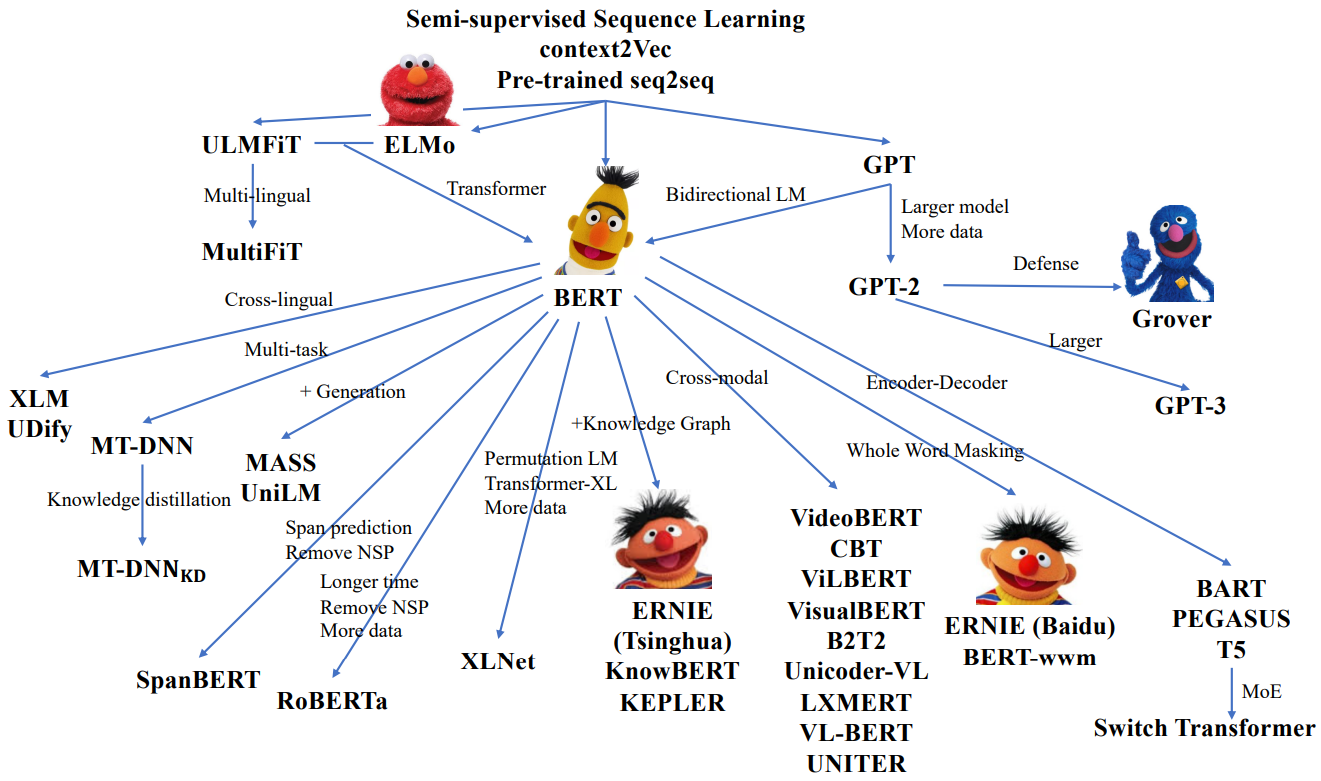 Semi-supervised Sequence Learning
context2Vec
Pre-trained seq2seq
ULMFiT
ELMo
GPT
Multi-lingual
Transformer
Bidirectional LM
Larger model
More data
MultiFiT
BERT
GPT-2
Defense
Grover
Cross-lingual
Multi-task
+ Generation
Cross-modal
Encoder-Decoder
Larger
GPT-3
XLM
UDify
MT-DNN
MASS
UniLM
+Knowledge Graph
Whole Word Masking
Knowledge distillation
Permutation LM
Transformer-XL
More data
Span prediction
Remove NSP
MT-DNNKD
Longer time
Remove NSP
More data
SpanBERT
RoBERTa
XLNet
ERNIE
(Tsinghua)
KnowBERT
KEPLER
VideoBERT
CBT
ViLBERT
VisualBERT
B2T2
Unicoder-VL
LXMERT
VL-BERT
UNITER
ERNIE (Baidu)
BERT-wwm
BART
PEGASUS
T5
MoE
Switch Transformer